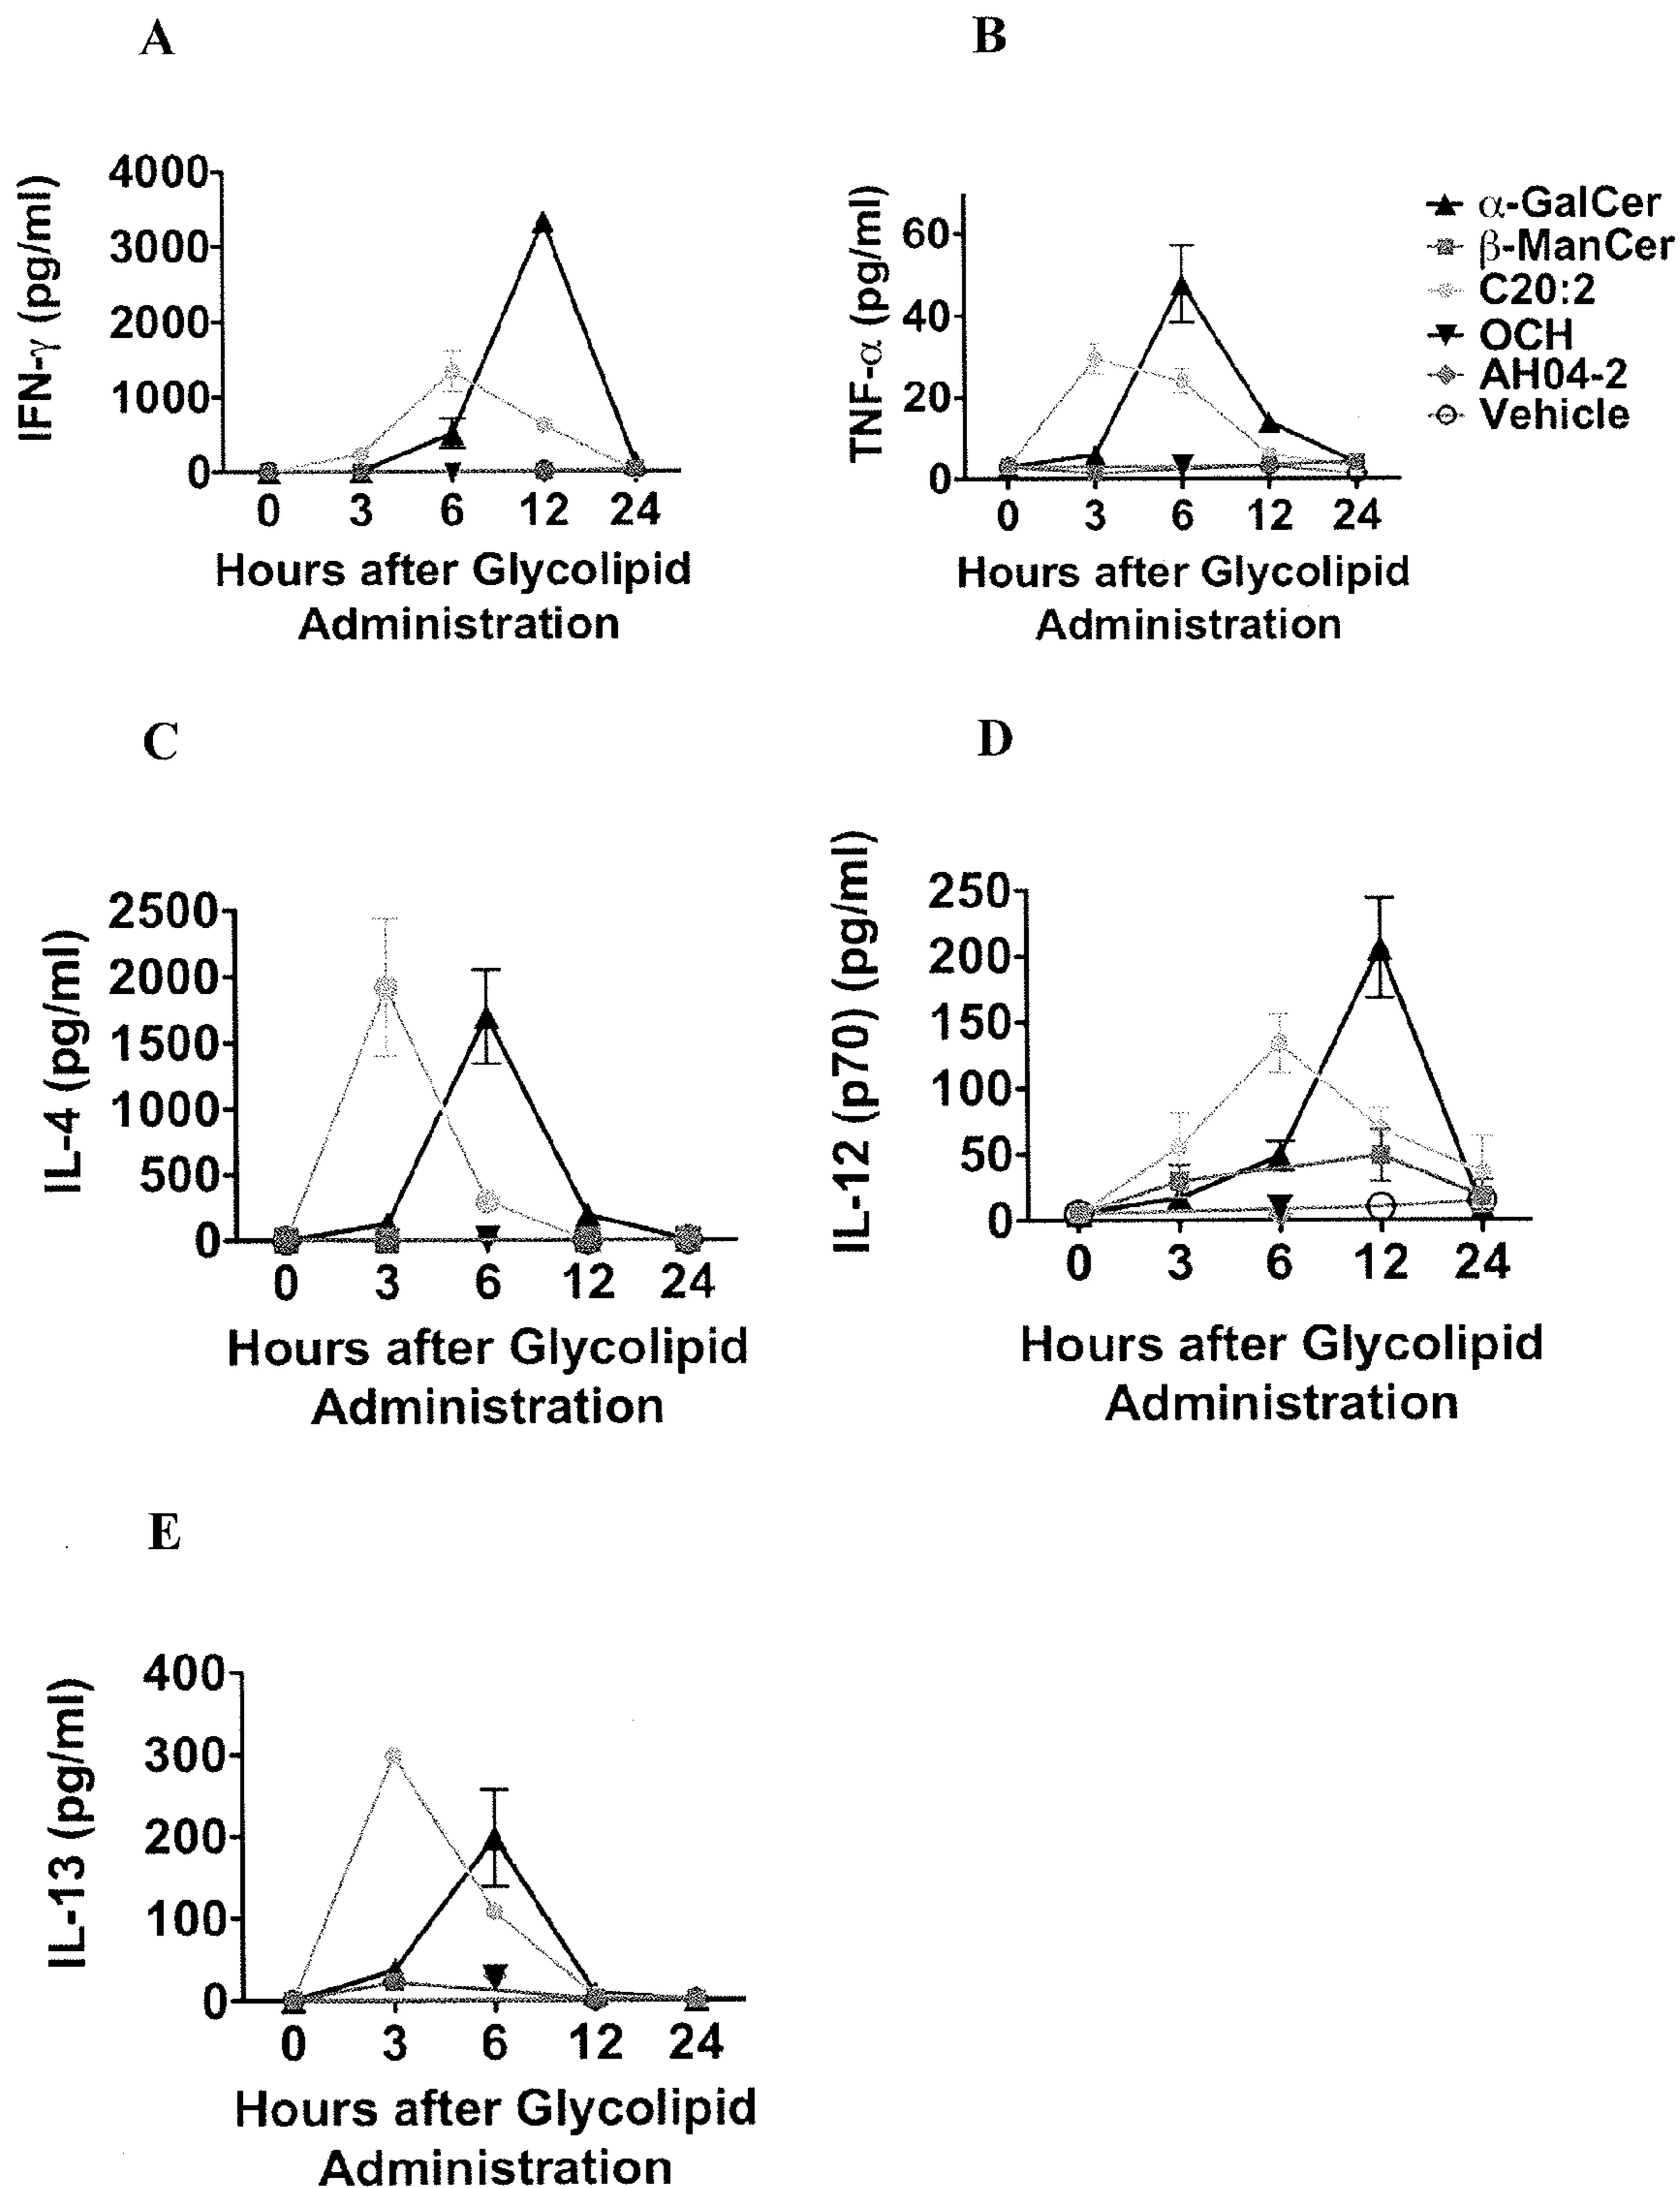 A
B
IFN-γ (pg/ml)
4000
3000
2000
1000
0
0 3 6 12 24
Hours after Glycolipid
Administration
TNF-α (pg/ml)
60
40
20
0
0 3 6 12 24
Hours after Glycolipid
Administration
α-GalCer
β-ManCer
C20:2
OCH
AH04-2
Vehicle
C
D
IL-4 (pg/ml)
2500
2000
1500
1000
500
0
0 3 6 12 24
Hours after Glycolipid
Administration
IL-12 (p70) (pg/ml)
250
200
150
100
50
0
0 3 6 12 24
Hours after Glycolipid
Administration
E
IL-13 (pg/ml)
400
300
200
100
0
0 3 6 12 24
Hours after Glycolipid
Administration